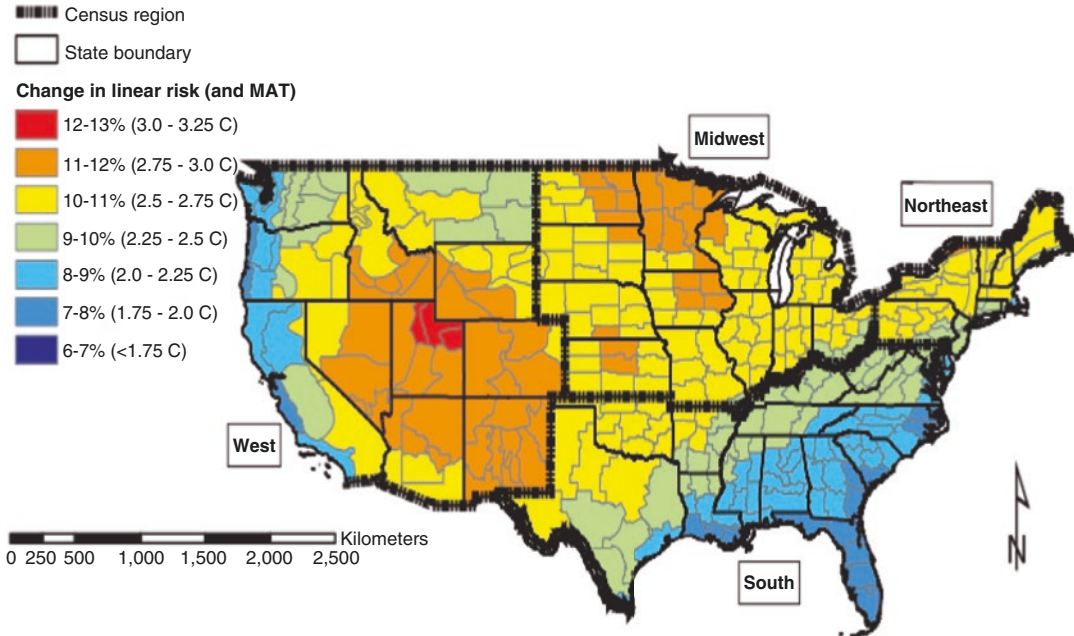 Census region
State boundary
Change in linear risk (and MAT)
12-13% (3.0 - 3.25 C)
11-12% (2.75 - 3.0 C)
10-11% (2.5 - 2.75 C)
9-10% (2.25 - 2.5 C)
8-9% (2.0 - 2.25 C)
7-8% (1.75 - 2.0 C)
6-7% (<1.75 C)
Midwest
Northeast
West
South
Kilometers
0 250 500 1,000 1,500 2,000 2,500
N